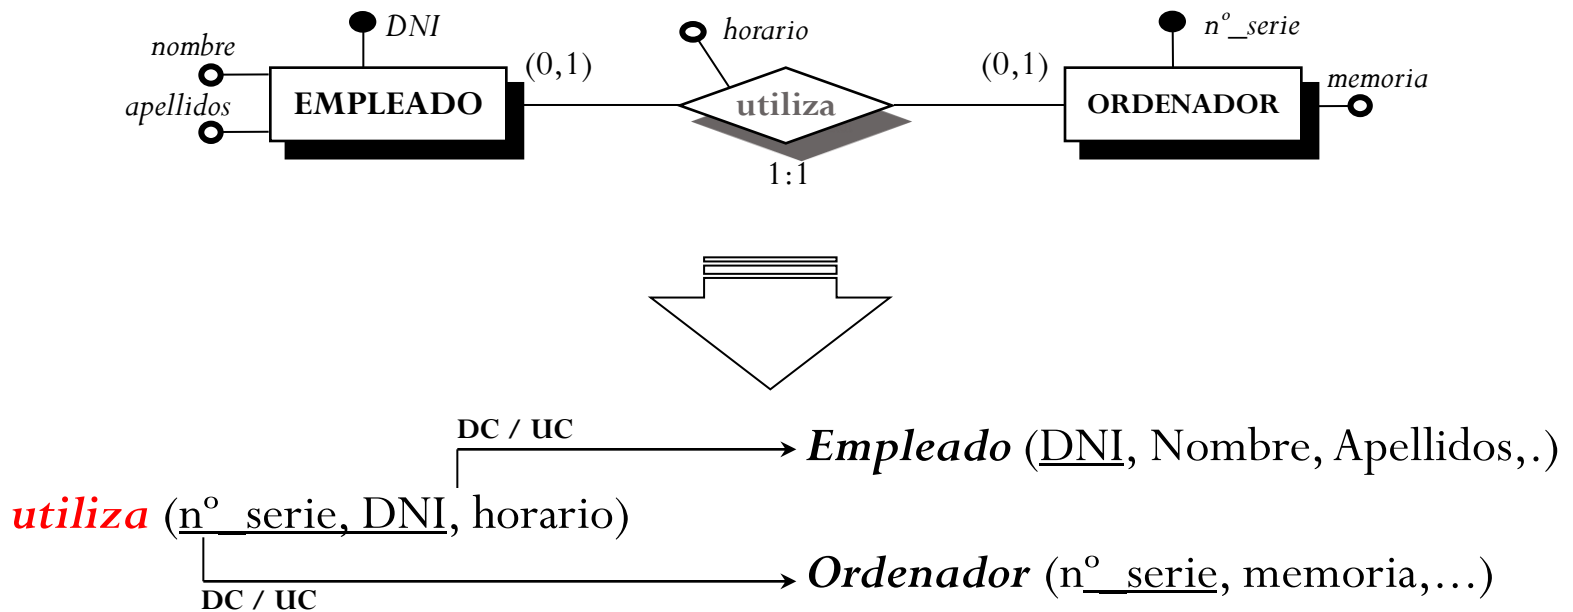 DNI
horario
nº_serie
nombre
(0,1)
(0,1)
memoria
apellidos
EMPLEADO
utiliza
ORDENADOR
1:1
DC / UC
Empleado (DNI, Nombre, Apellidos,.)
utiliza (nº_serie, DNI, horario)
Ordenador (nº_serie, memoria,...)
DC / UC